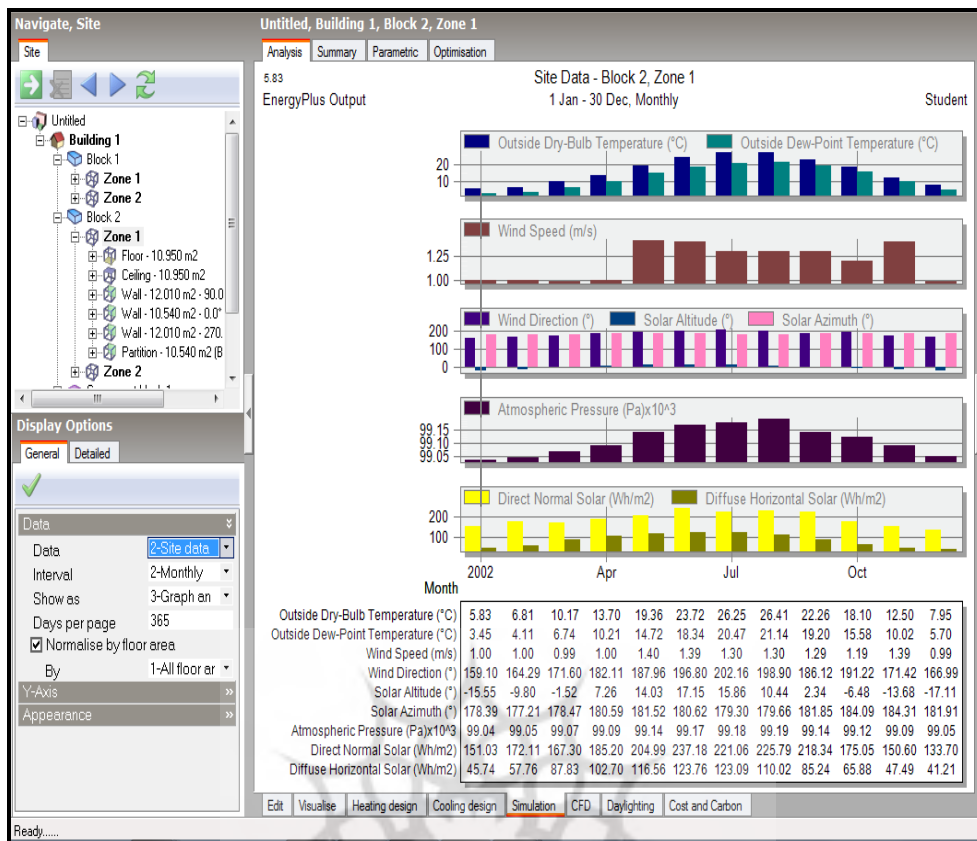 Navigate, Site
Site
Untitled
Building 1
Block 1
Zone 1
Zone 2
Block 2
Zone 1
Floor - 10.950 m2
Ceiling - 10.950 m2
Wall - 12.010 m2 - 90.0
Wall - 10.540 m2 - 0.0°
Wall - 12.010 m2 - 270.
Partition - 10.540 m2 (B
Zone 2
Display Options
General Detailed
Data
Data 2-Site data
Interval 2-Monthly
Show as 3-Graph an
Days per page 365
Normalise by floor area
By 1-All floor ar
Y-Axis
Appearance
Untitled, Building 1, Block 2, Zone 1
Analysis Summary Parametric Optimisation
5.83 Site Data - Block 2, Zone 1
EnergyPlus Output 1 Jan - 30 Dec, Monthly Student
Outside Dry-Bulb Temperature (°C) Outside Dew-Point Temperature (°C)
20
10
Wind Speed (m/s)
1.25
1.00
Wind Direction (°) Solar Altitude (°) Solar Azimuth (°)
200
100
0
Atmospheric Pressure (Pa)x10^3
99.15
99.10
99.05
Direct Normal Solar (Wh/m2) Diffuse Horizontal Solar (Wh/m2)
200
100
2002 Apr Jul Oct
Month
Outside Dry-Bulb Temperature (°C) 5.83 6.81 10.17 13.70 19.36 23.72 26.25 26.41 22.26 18.10 12.50 7.95
Outside Dew-Point Temperature (°C) 3.45 4.11 6.74 10.21 14.72 18.34 20.47 21.14 19.20 15.58 10.02 5.70
Wind Speed (m/s) 1.00 1.00 0.99 1.00 1.40 1.39 1.30 1.30 1.29 1.19 1.39 0.99
Wind Direction (°) 159.10 164.29 171.60 182.11 187.96 196.80 202.16 198.90 186.12 191.22 171.42 166.99
Solar Altitude (°) -15.55 -9.80 -1.52 7.26 14.03 17.15 15.86 10.44 2.34 -6.48 -13.68 -17.11
Solar Azimuth (°) 178.39 177.21 178.47 180.59 181.52 180.62 179.30 179.66 181.85 184.09 184.31 181.91
Atmospheric Pressure (Pa)x10^3 99.04 99.05 99.07 99.09 99.14 99.17 99.18 99.19 99.14 99.12 99.09 99.05
Direct Normal Solar (Wh/m2) 151.03 172.11 167.30 185.20 204.99 237.18 221.06 225.79 218.34 175.05 150.60 133.70
Diffuse Horizontal Solar (Wh/m2) 45.74 57.76 87.83 102.70 116.56 123.76 123.09 110.02 85.24 65.88 47.49 41.21
Edit Visualise Heating design Cooling design Simulation CFD Daylighting Cost and Carbon
Ready......